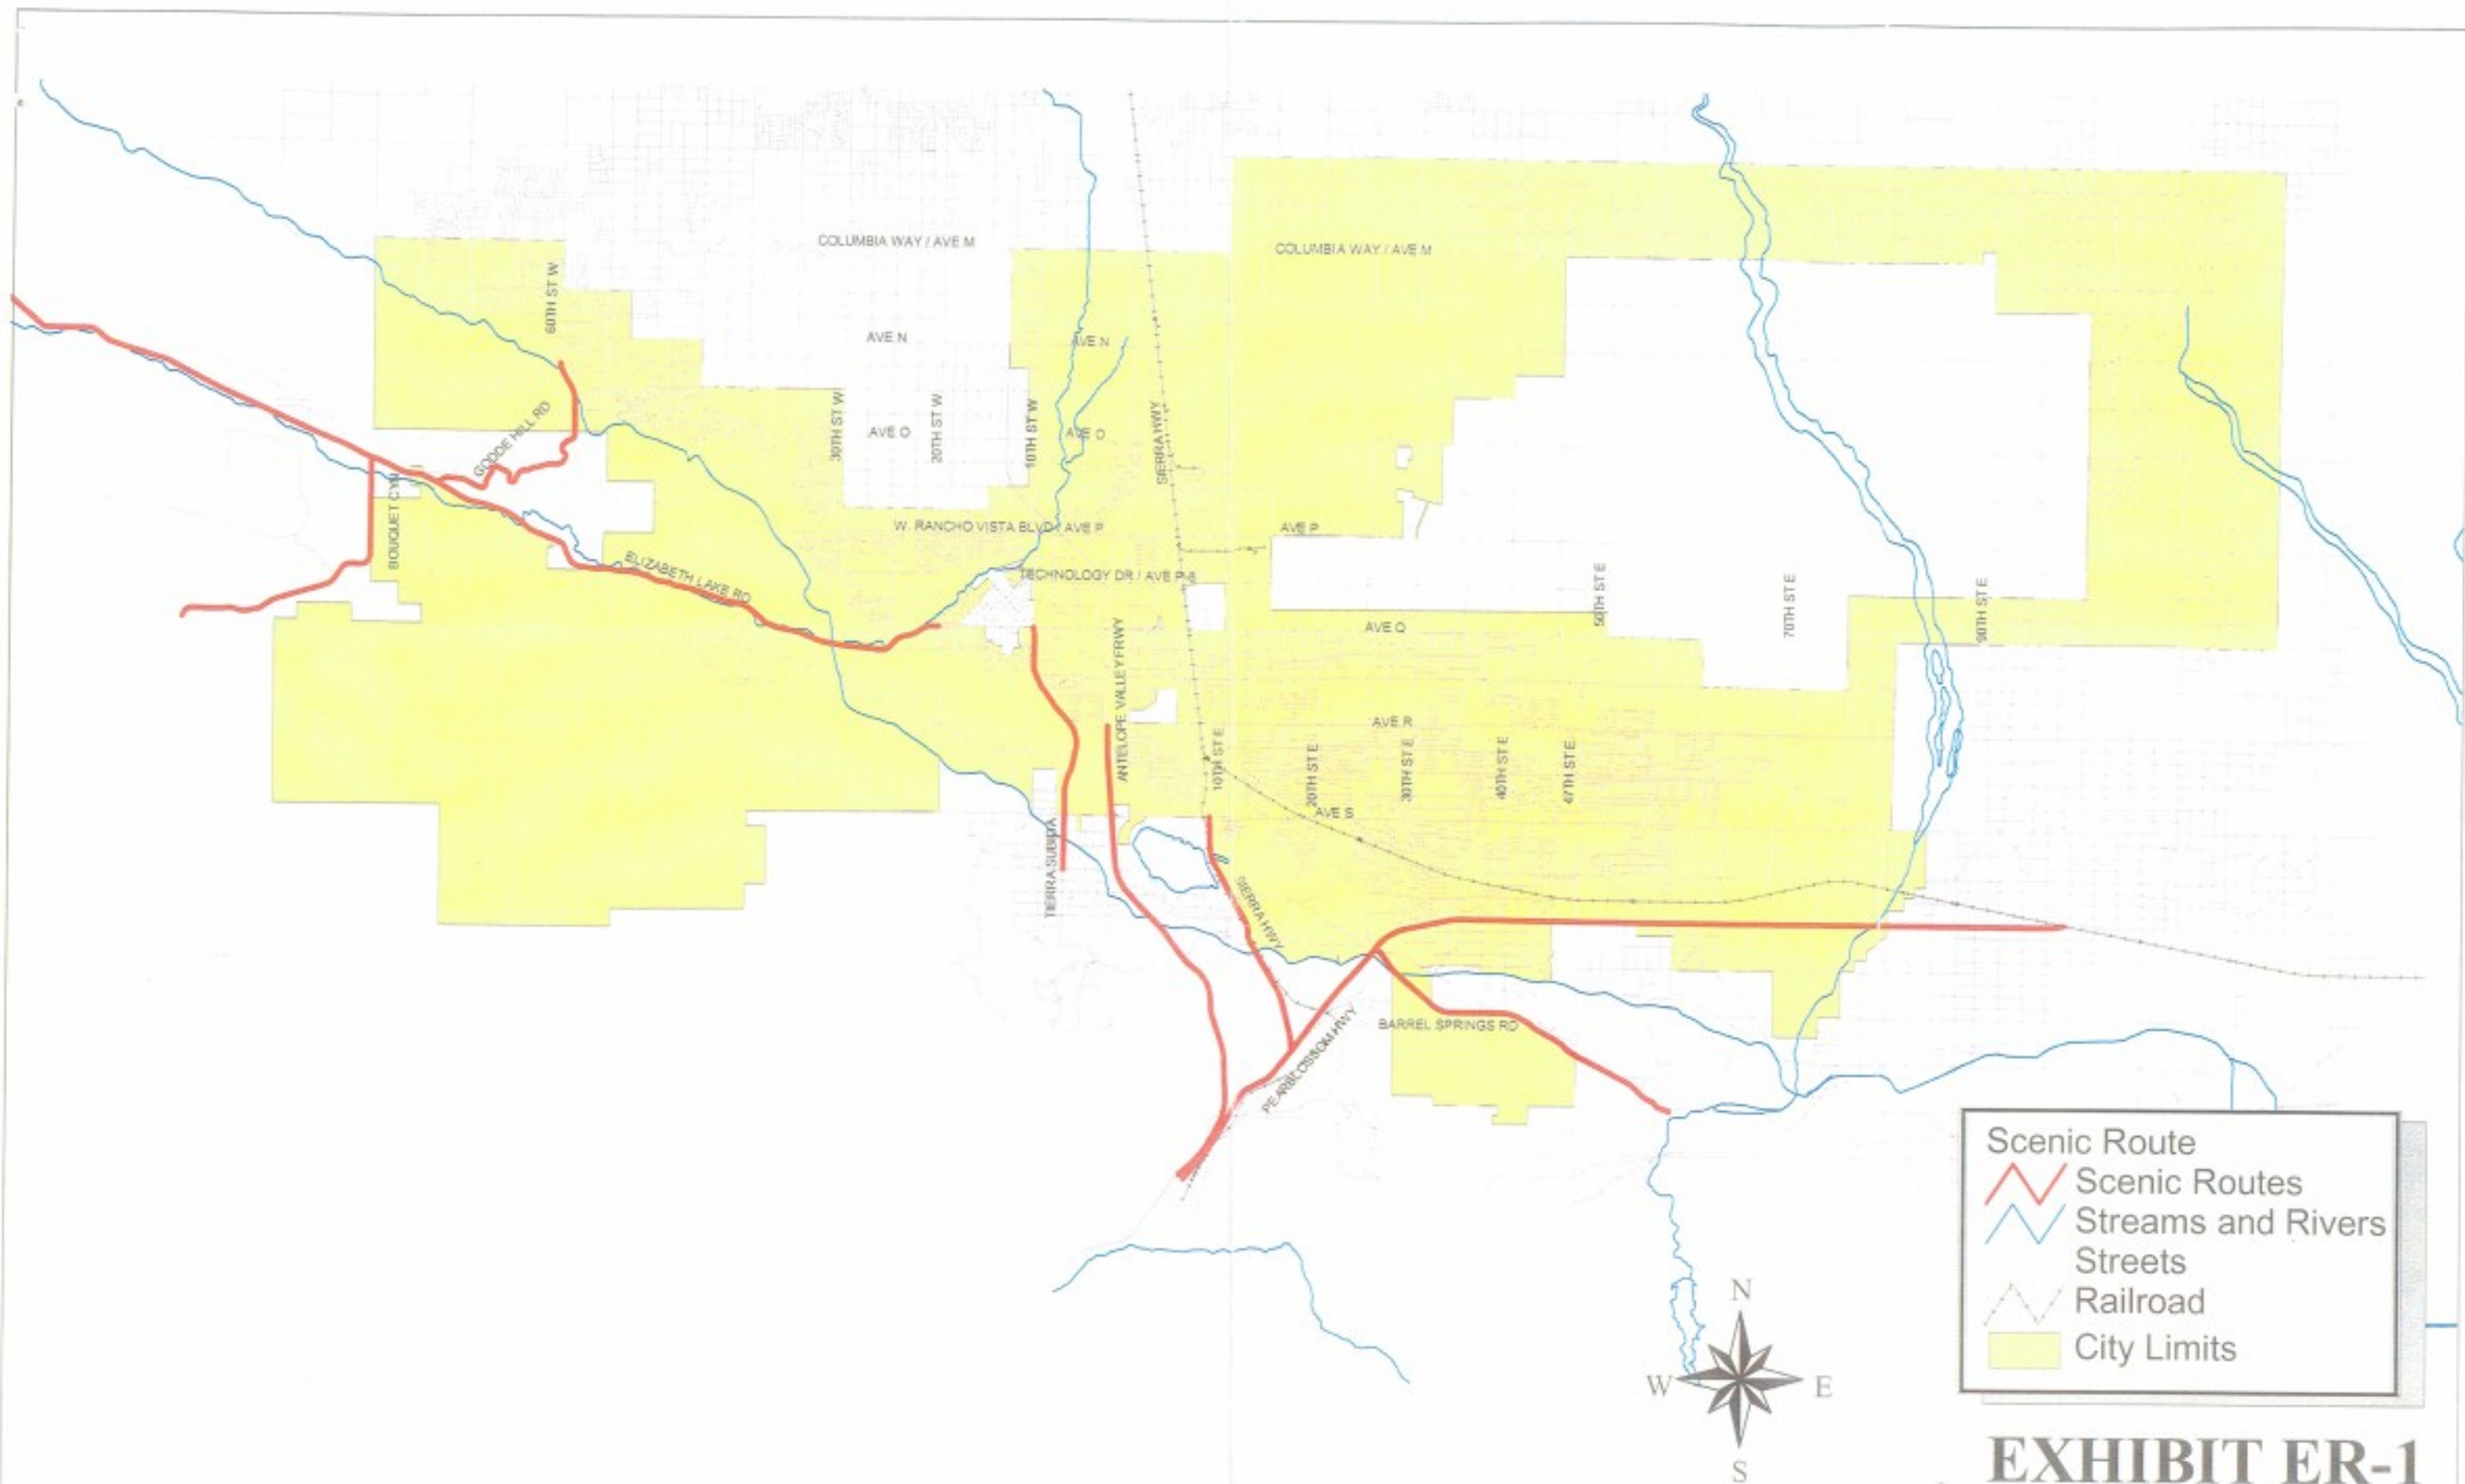 COLUMBIA WAY / AVE M
COLUMBIA WAY / AVE M
60TH ST W
AVE N
AVE N
GODDE HILL RD
30TH ST W
AVE O
20TH ST W
10TH ST W
AVE O
SIERRA HWY
BOUQUET CYN
W. RANCHO VISTA BLVD / AVE P
AVE P
ELIZABETH LAKE RD
TECHNOLOGY DR / AVE P-8
50TH ST E
70TH ST E
90TH ST E
AVE Q
ANTELOPE VALLEY FRWY
AVE R
10TH ST E
20TH ST E
30TH ST E
40TH ST E
47TH ST E
AVE S
TIERRA SUBIDA
SIERRA HWY
BARREL SPRINGS RD
PEARBLOSSOM HWY
Scenic Route
Scenic Routes
Streams and Rivers
Streets
Railroad
City Limits
N
W E
S
EXHIBIT ER-1